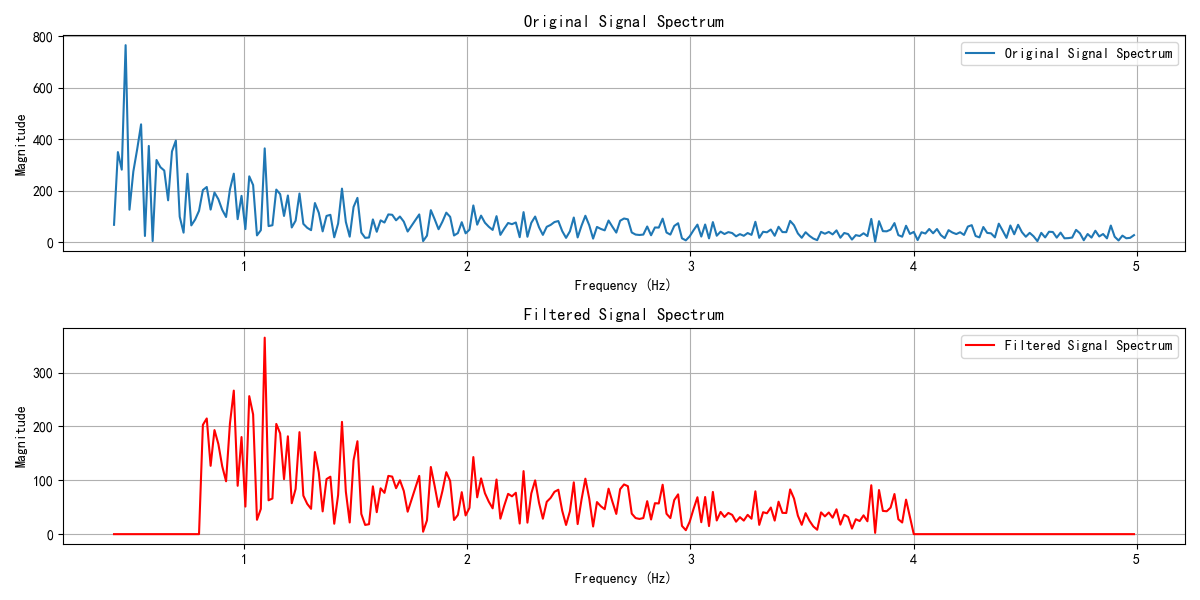 Original Signal Spectrum
800
600
400
200
0
Magnitude
Original Signal Spectrum
1 2 3 4 5
Frequency (Hz)
Filtered Signal Spectrum
300
200
100
0
Magnitude
Filtered Signal Spectrum
1 2 3 4 5
Frequency (Hz)